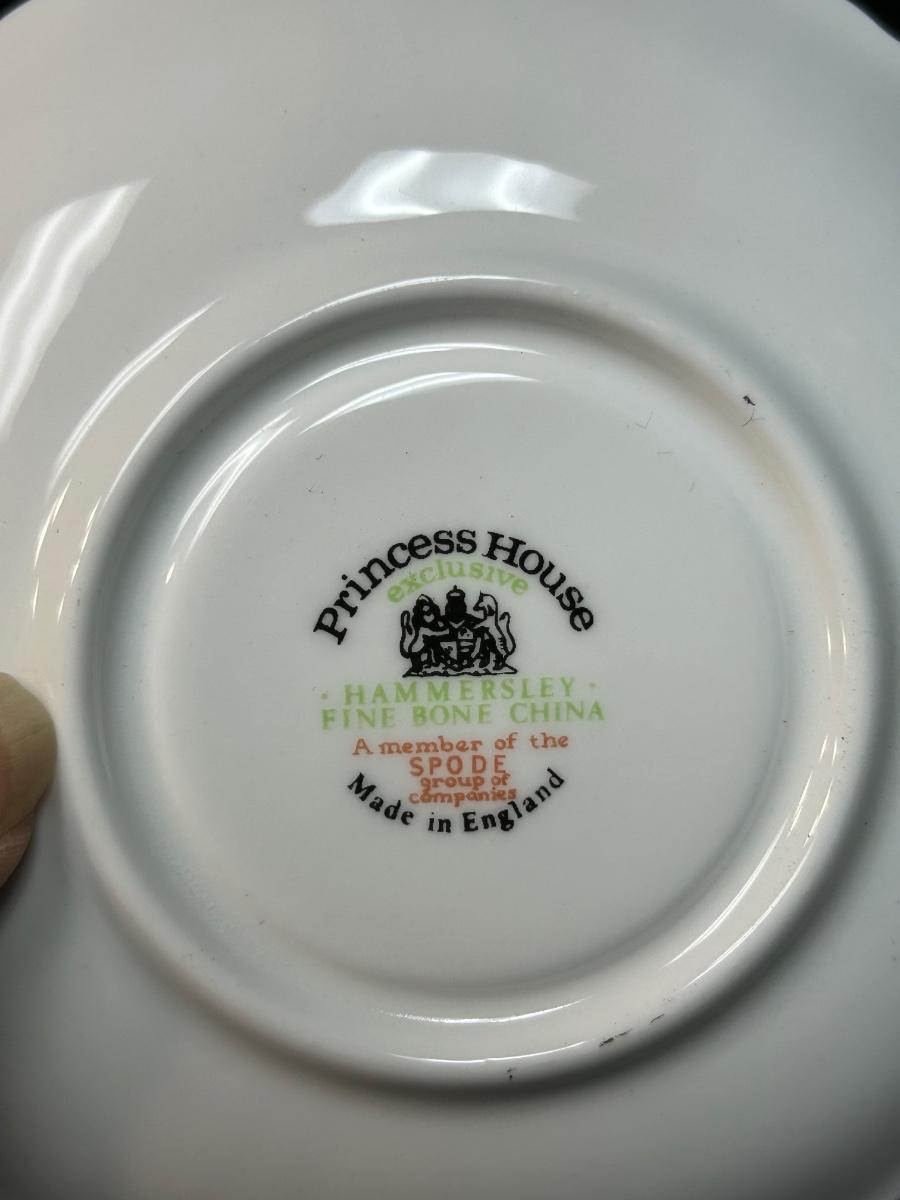 Princess House
exclusive
· HAMMERSLEY ·
FINE BONE CHINA
A member of the
SPODE
group of
companies
Made in England